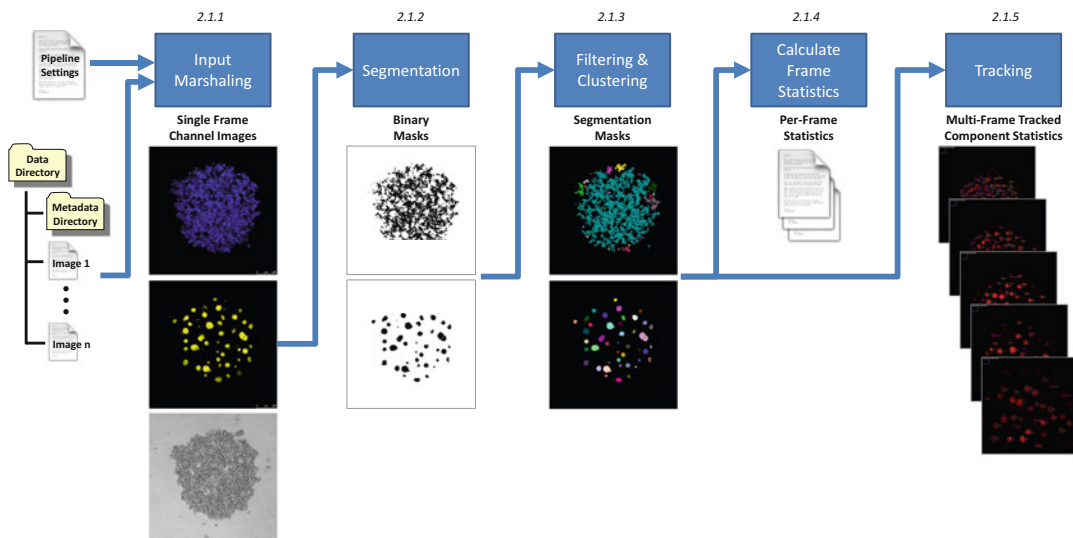 2.1.1
2.1.2
2.1.3
2.1.4
2.1.5
Pipeline
Settings
Input
Marshaling
Segmentation
Filtering &
Clustering
Calculate
Frame
Statistics
Tracking
Single Frame
Channel Images
Binary
Masks
Segmentation
Masks
Per-Frame
Statistics
Multi-Frame Tracked
Component Statistics
Data
Directory
Metadata
Directory
Image 1
Image n